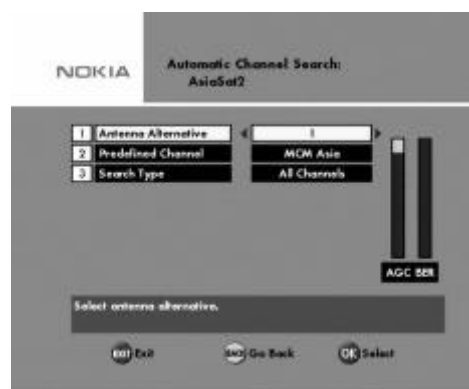 NOKIA
Automatic Channel Search:
AsiaSat2
1 Antenna Alternative 1
2 Predefined Channel MCM Asia
3 Search Type All Channels
AGC BER
Select antenna alternative.
EXIT Exit BACK Go Back OK Select